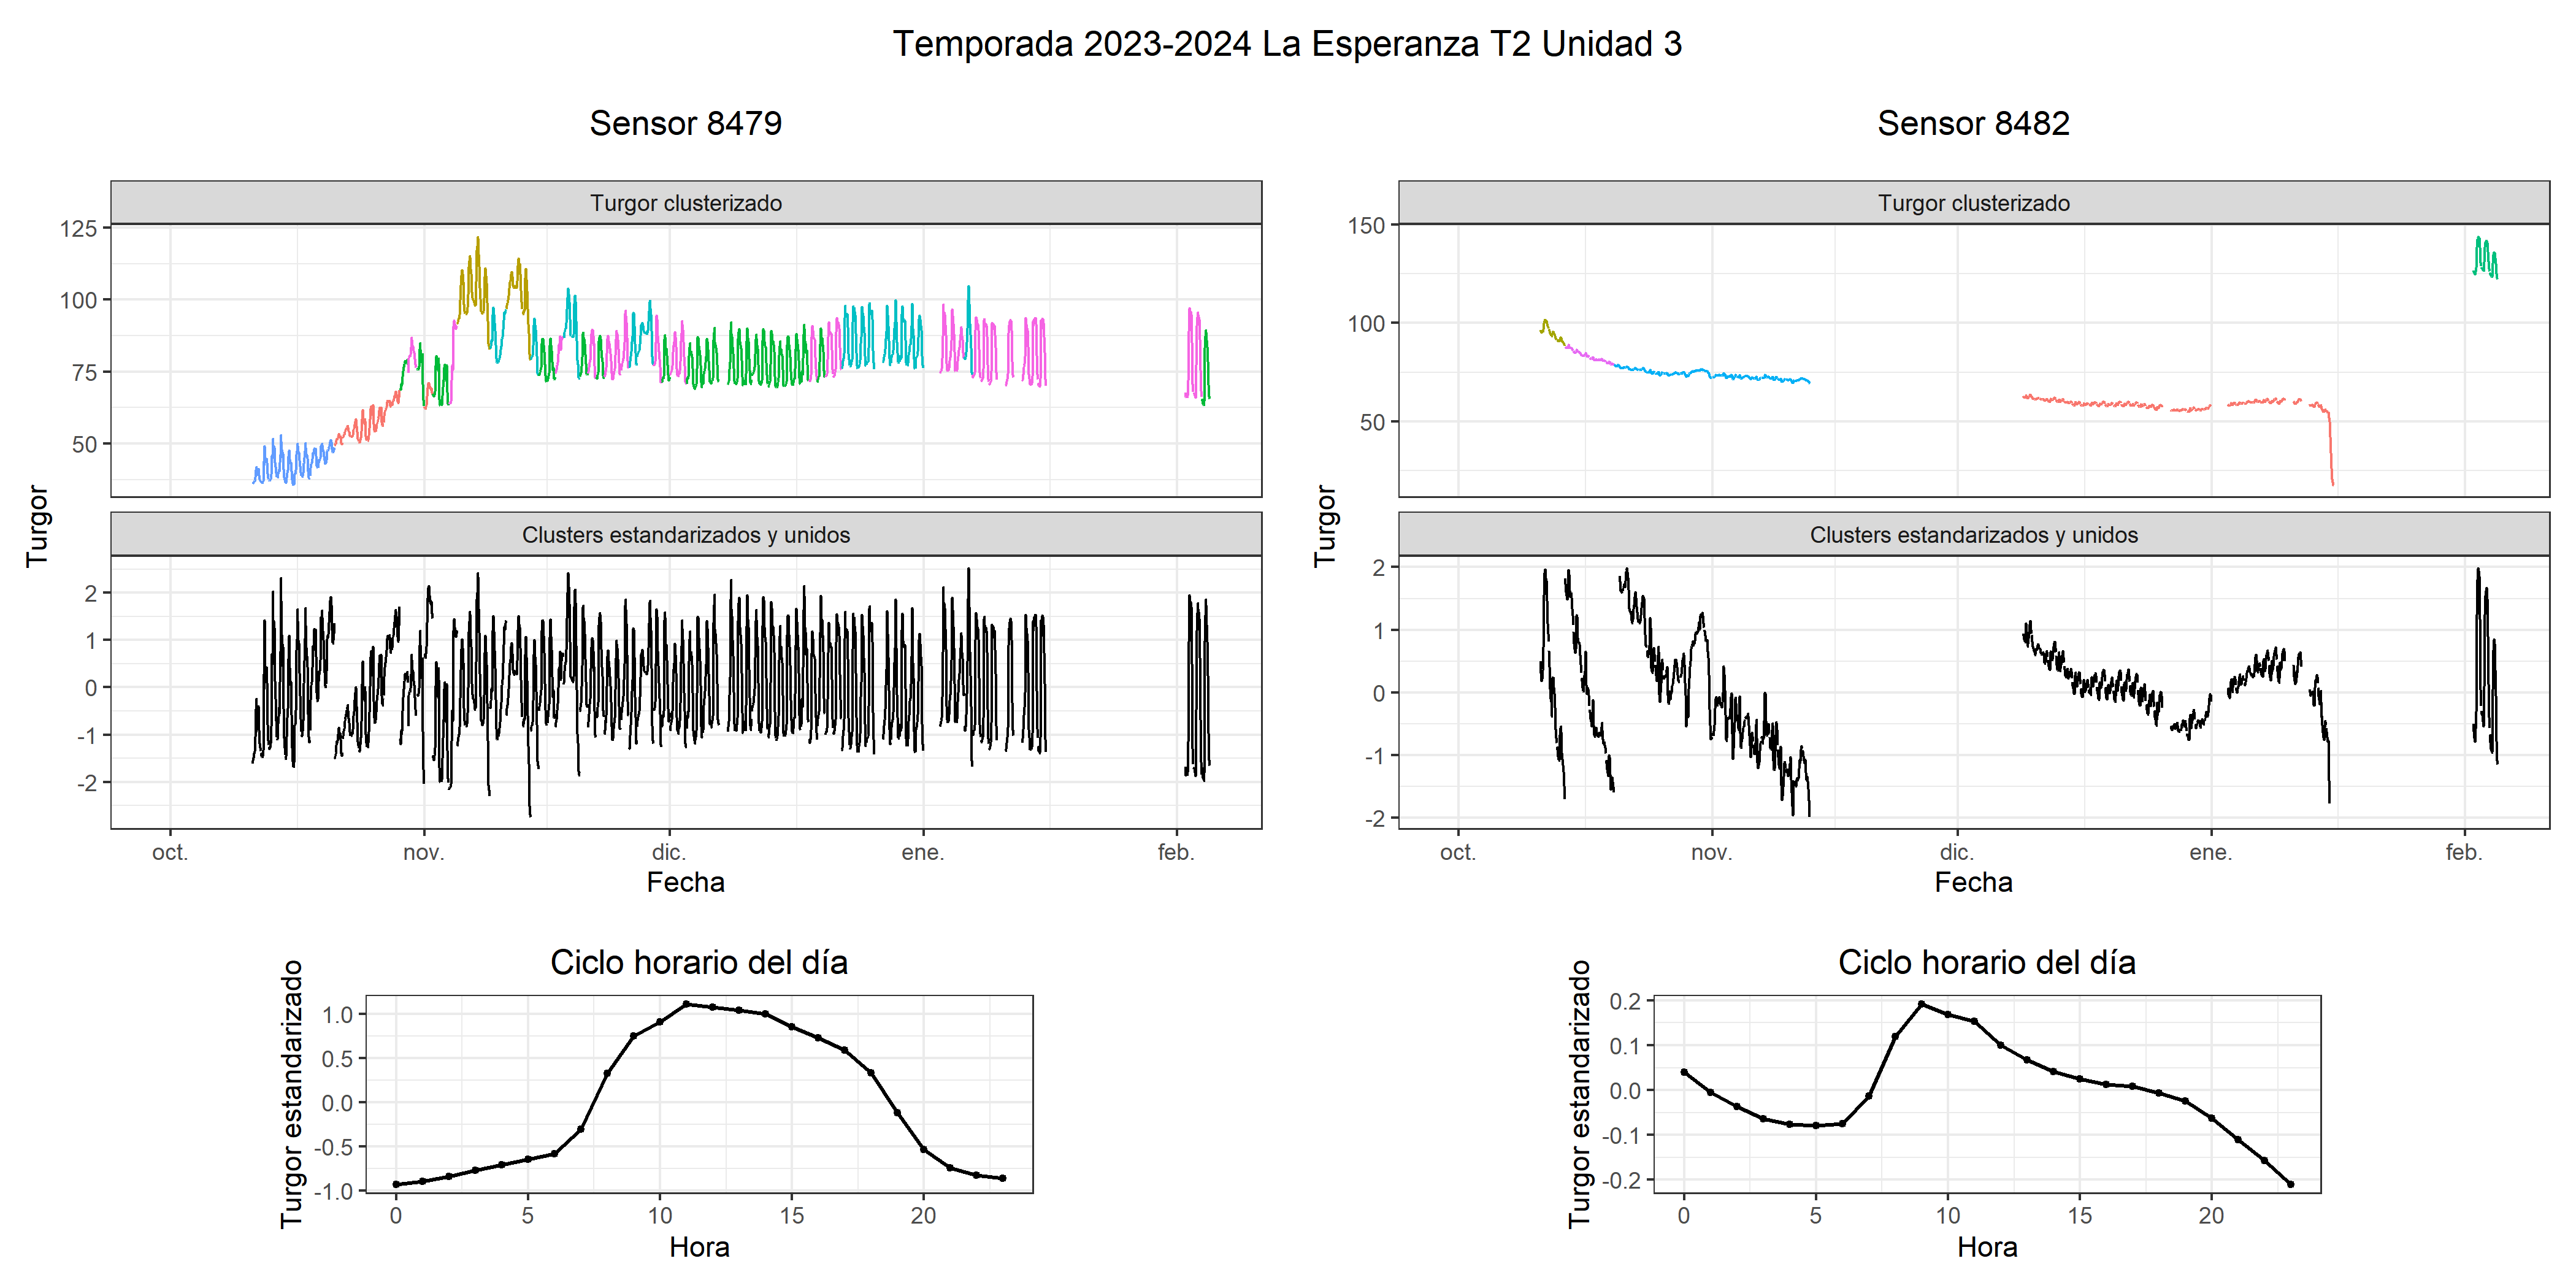 Temporada 2023-2024 La Esperanza T2 Unidad 3
Sensor 8479
Turgor clusterizado
125
100
75
50
Turgor
Clusters estandarizados y unidos
2
1
0
-1
-2
oct.
nov.
dic.
ene.
feb.
Fecha
Ciclo horario del día
Turgor estandarizado
1.0
0.5
0.0
-0.5
-1.0
0
5
10
15
20
Hora
Sensor 8482
Turgor clusterizado
150
100
50
Turgor
Clusters estandarizados y unidos
2
1
0
-1
-2
oct.
nov.
dic.
ene.
feb.
Fecha
Ciclo horario del día
Turgor estandarizado
0.2
0.1
0.0
-0.1
-0.2
0
5
10
15
20
Hora